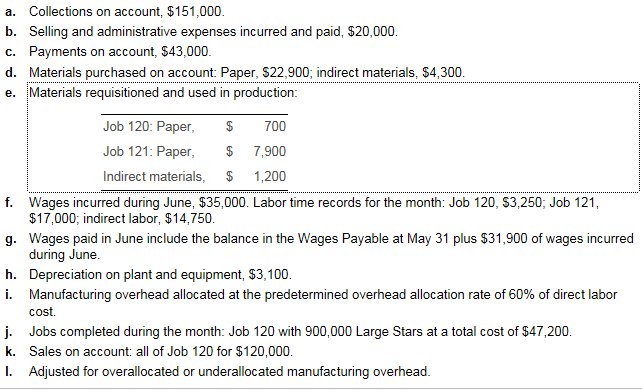 a. Collections on account, $151,000.
b. Selling and administrative expenses incurred and paid, $20,000.
c. Payments on account, $43,000.
d. Materials purchased on account: Paper, $22,900; indirect materials, $4,300.
e. Materials requisitioned and used in production:
Job 120: Paper, $ 700
Job 121: Paper, $ 7,900
Indirect materials, $ 1,200
f. Wages incurred during June, $35,000. Labor time records for the month: Job 120, $3,250; Job 121,
$17,000; indirect labor, $14,750.
g. Wages paid in June include the balance in the Wages Payable at May 31 plus $31,900 of wages incurred
during June.
h. Depreciation on plant and equipment, $3,100.
i. Manufacturing overhead allocated at the predetermined overhead allocation rate of 60% of direct labor
cost.
j. Jobs completed during the month: Job 120 with 900,000 Large Stars at a total cost of $47,200.
k. Sales on account: all of Job 120 for $120,000.
l. Adjusted for overallocated or underallocated manufacturing overhead.